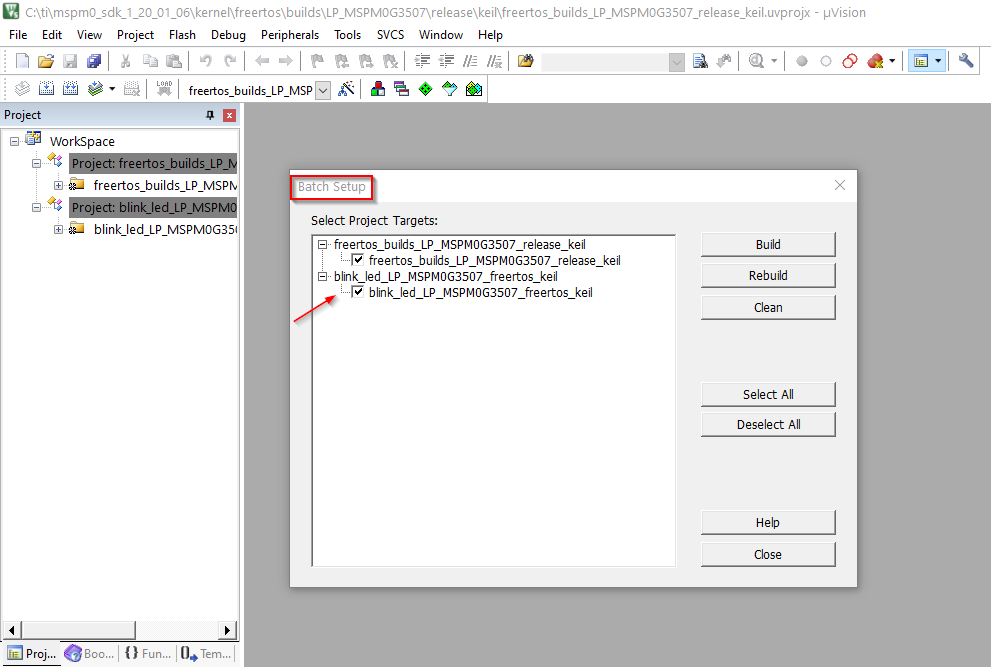 C:\ti\mspm0_sdk_1_20_01_06\kernel\freertos\builds\LP_MSPM0G3507\release\keil\freertos_builds_LP_MSPM0G3507_release_keil.uvprojx - µVision
File Edit View Project Flash Debug Peripherals Tools SVCS Window Help
LOAD
freertos_builds_LP_MSP
Project
WorkSpace
Project: freertos_builds_LP_M
freertos_builds_LP_MSPM
Project: blink_led_LP_MSPM0
blink_led_LP_MSPM0G35
Proj...
Boo...
{} Fun...
Tem...
Batch Setup
Select Project Targets:
freertos_builds_LP_MSPM0G3507_release_keil
freertos_builds_LP_MSPM0G3507_release_keil
blink_led_LP_MSPM0G3507_freertos_keil
blink_led_LP_MSPM0G3507_freertos_keil
Build
Rebuild
Clean
Select All
Deselect All
Help
Close